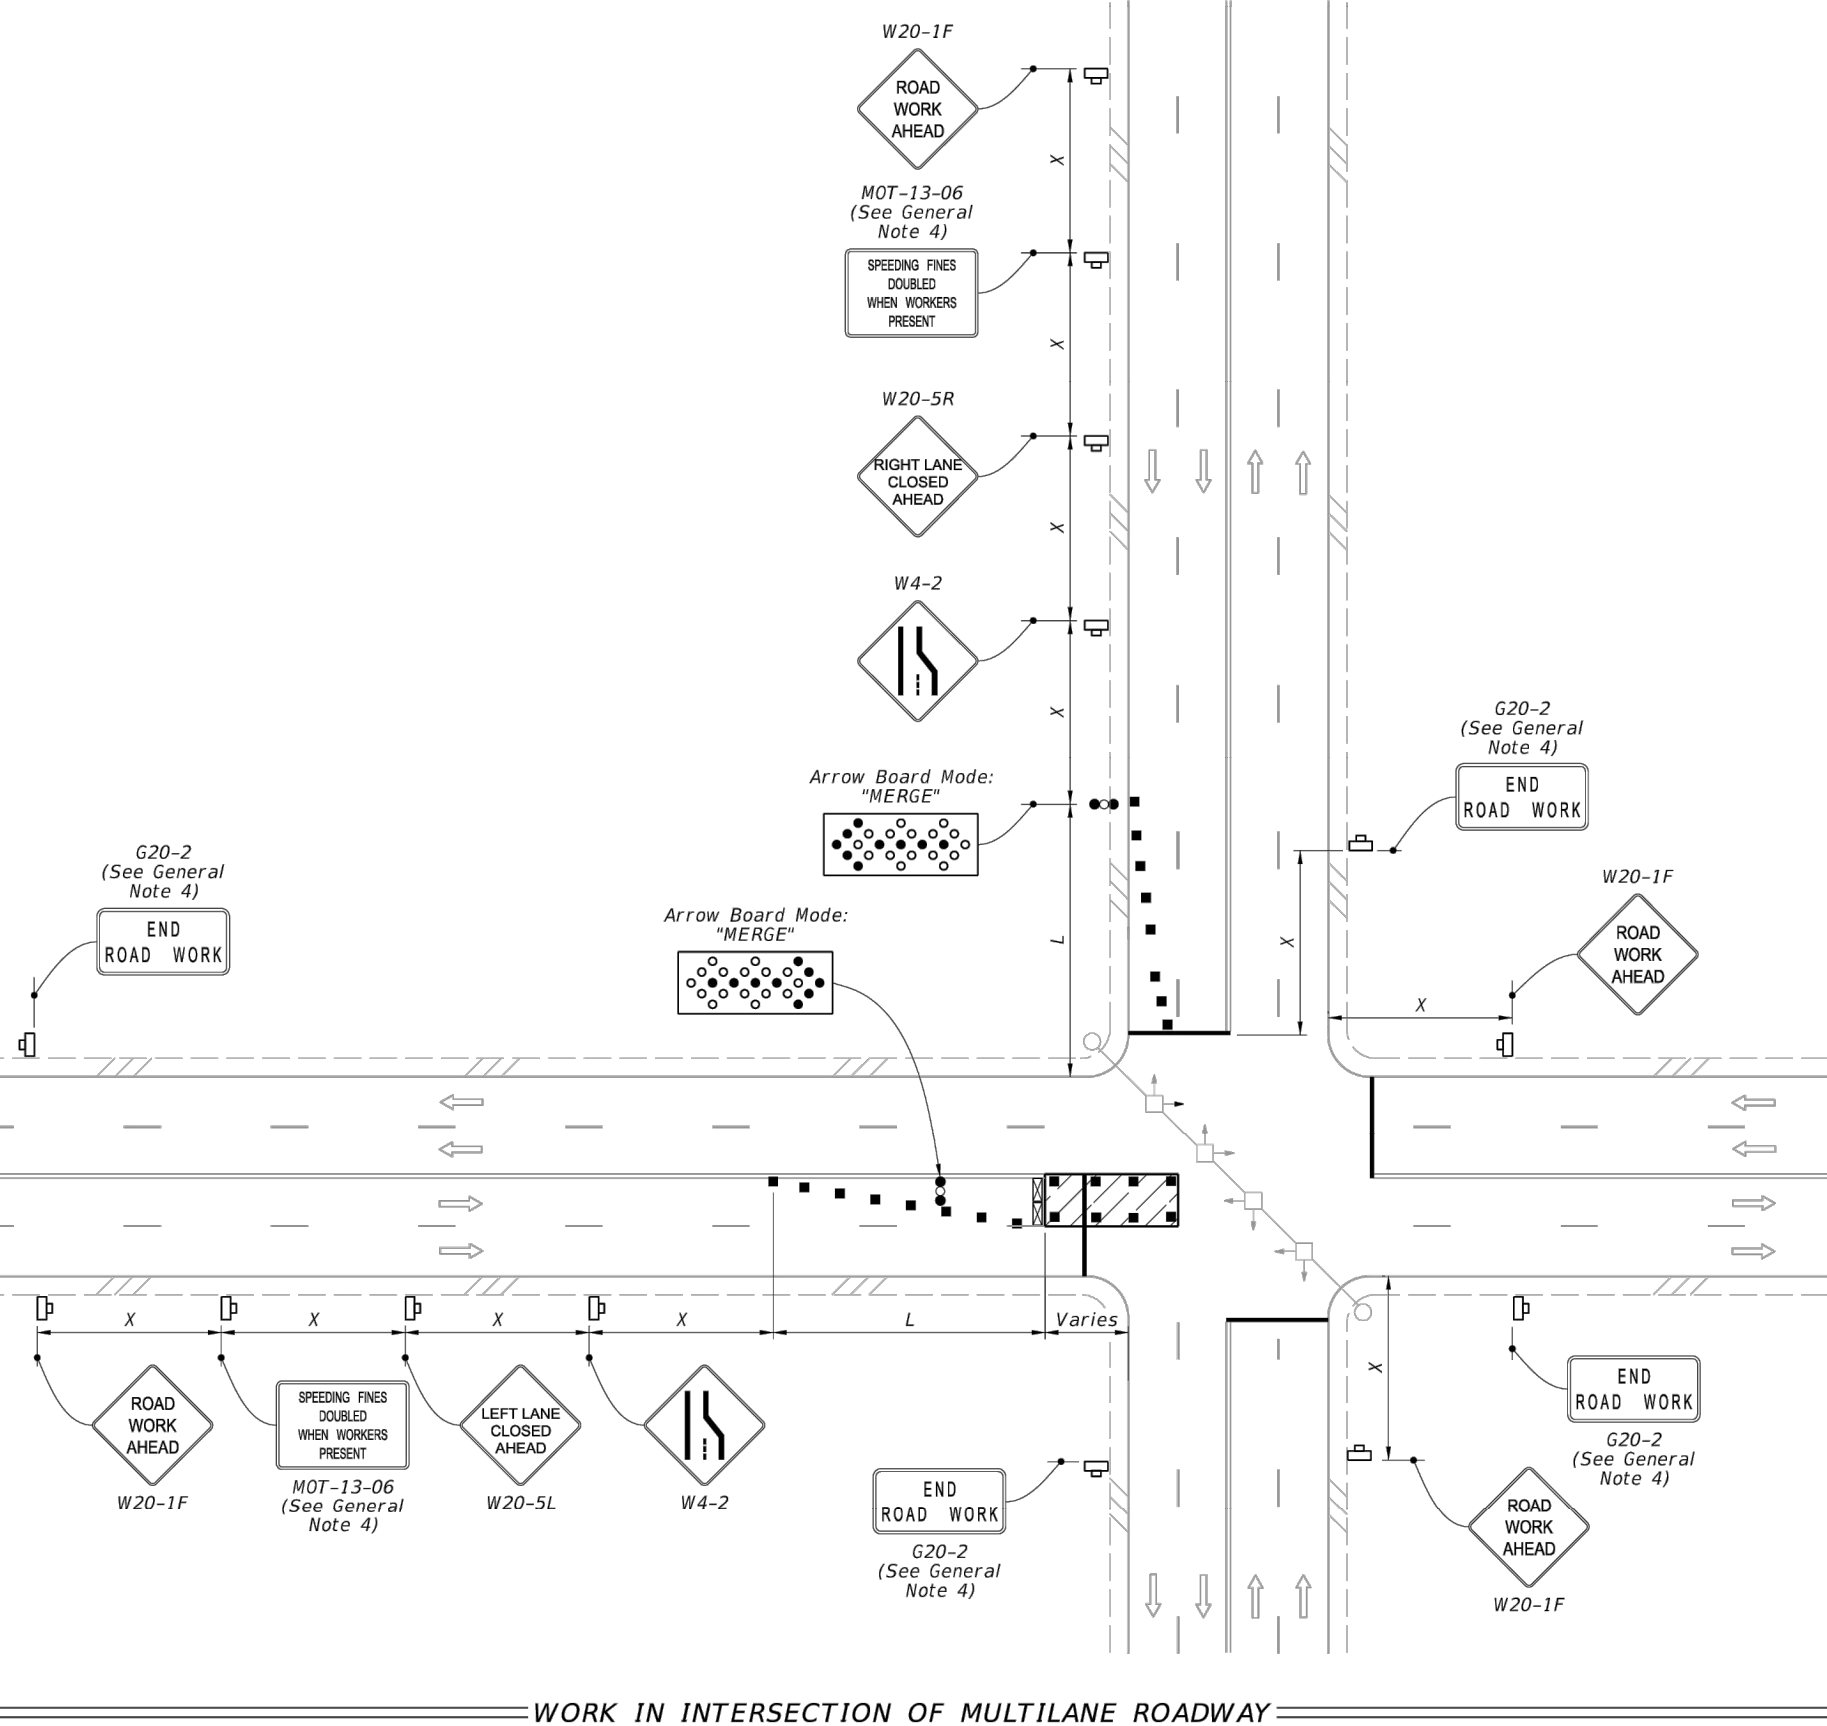 W20-1F
ROAD
WORK
AHEAD
X
MOT-13-06
(See General
Note 4)
SPEEDING FINES
DOUBLED
WHEN WORKERS
PRESENT
X
W20-5R
RIGHT LANE
CLOSED
AHEAD
X
W4-2
X
G20-2
(See General
Note 4)
END
ROAD WORK
Arrow Board Mode:
"MERGE"
G20-2
(See General
Note 4)
END
ROAD WORK
W20-1F
ROAD
WORK
AHEAD
Arrow Board Mode:
"MERGE"
L
X
X
X
X
X
X
L
Varies
X
ROAD
WORK
AHEAD
W20-1F
SPEEDING FINES
DOUBLED
WHEN WORKERS
PRESENT
MOT-13-06
(See General
Note 4)
LEFT LANE
CLOSED
AHEAD
W20-5L
W4-2
END
ROAD WORK
G20-2
(See General
Note 4)
END
ROAD WORK
G20-2
(See General
Note 4)
ROAD
WORK
AHEAD
W20-1F
WORK IN INTERSECTION OF MULTILANE ROADWAY